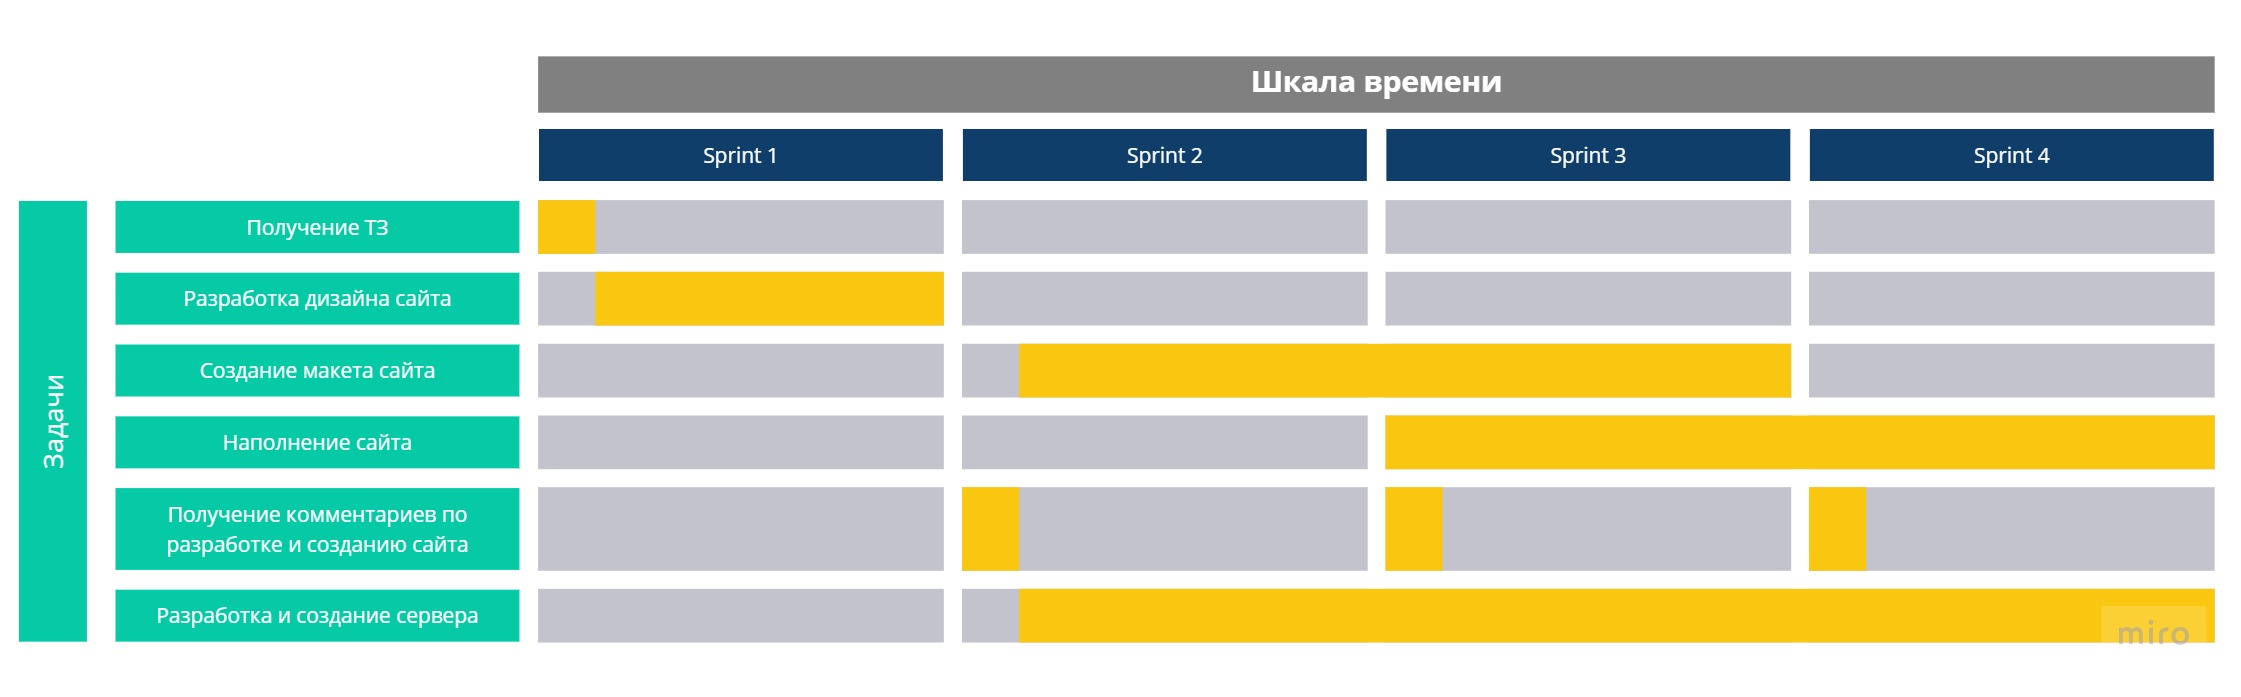 Шкала времени
Sprint 1
Sprint 2
Sprint 3
Sprint 4
Задачи
Получение ТЗ
Разработка дизайна сайта
Создание макета сайта
Наполнение сайта
Получение комментариев по
разработке и созданию сайта
Разработка и создание сервера
miro